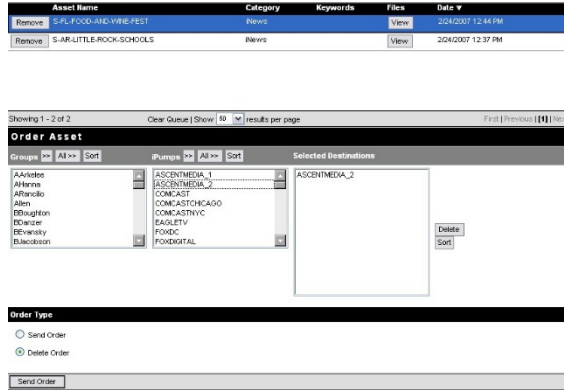 Asset Name Category Keywords Files Date ▼
Remove S-FL-FOOD-AND-WINE-FEST iNews View 2/24/2007 12:44 PM
Remove S-AR-LITTLE-ROCK-SCHOOLS iNews View 2/24/2007 12:37 PM
Showing 1 - 2 of 2 Clear Queue | Show 50 results per page First | Previous | [1] | Nex
Order Asset
Groups >> All >> Sort iPumps >> All >> Sort Selected Destinations
AArkelee ASCENTMEDIA_1 ASCENTMEDIA_2
AHanna ASCENTMEDIA_2
ARancilio COMCAST
Allen COMCASTCHICAGO
BBoughton COMCASTNYC
BDanzer EAGLETV
BEvansky FOXDC
BJacobson FOXDIGITAL
Delete
Sort
Order Type
Send Order
Delete Order
Send Order